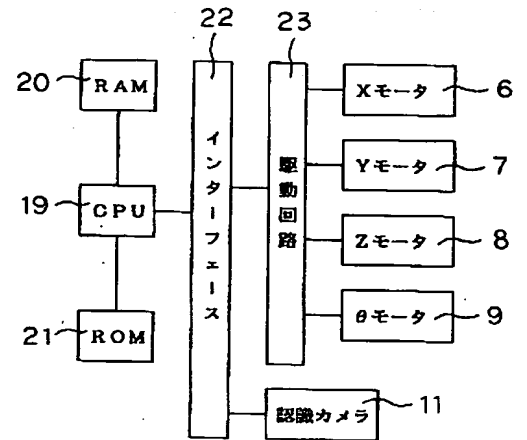 22
23
20
RAM
Xモータ
6
19
CPU
インターフェース
駆動回路
Yモータ
7
Zモータ
8
21
ROM
θモータ
9
認識カメラ
11